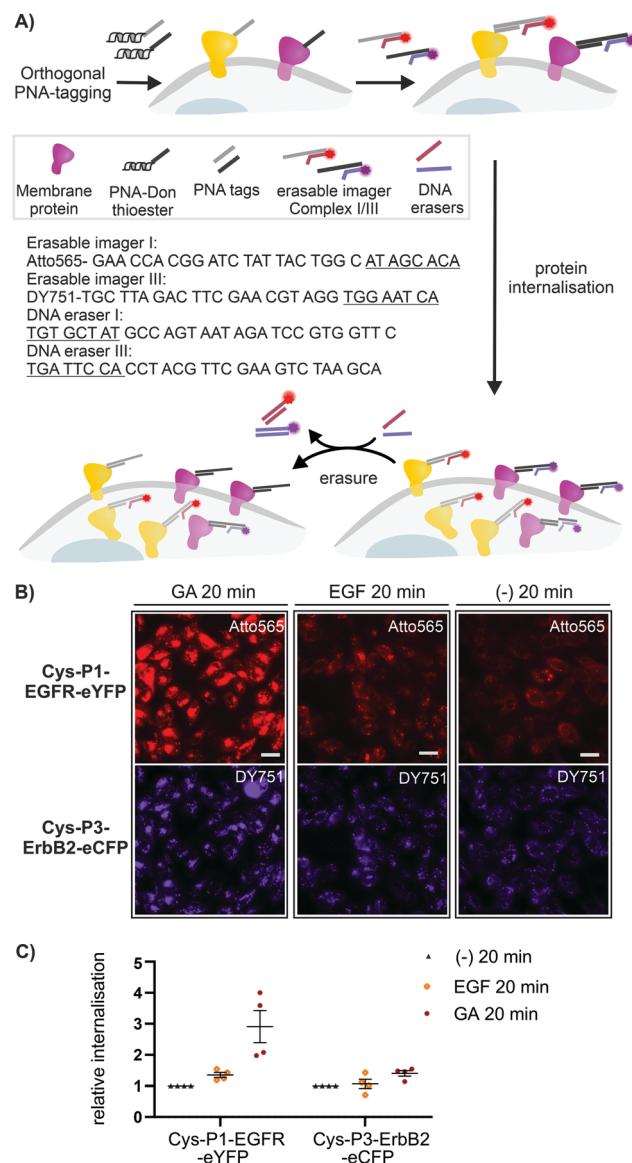 A)
Orthogonal
PNA-tagging
Membrane
protein
PNA-Don
thioester
PNA tags
erasable imager
Complex I/III
DNA
erasers
Erasable imager I:
Atto565- GAA CCA CGG ATC TAT TAC TGG C AT AGC ACA
Erasable imager III:
DY751-TGC TTA GAC TTC GAA CGT AGG TGG AAT CA
DNA eraser I:
TGT GCT AT GCC AGT AAT AGA TCC GTG GTT C
DNA eraser III:
TGA TTC CA CCT ACG TTC GAA GTC TAA GCA
protein
internalisation
erasure
B)
GA 20 min
EGF 20 min
(-) 20 min
Cys-P1-
EGFR-eYFP
Atto565
Atto565
Atto565
Cys-P3-
ErbB2-eCFP
DY751
DY751
DY751
C)
relative internalisation
5
4
3
2
1
0
Cys-P1-EGFR
-eYFP
Cys-P3-ErbB2
-eCFP
(-) 20 min
EGF 20 min
GA 20 min